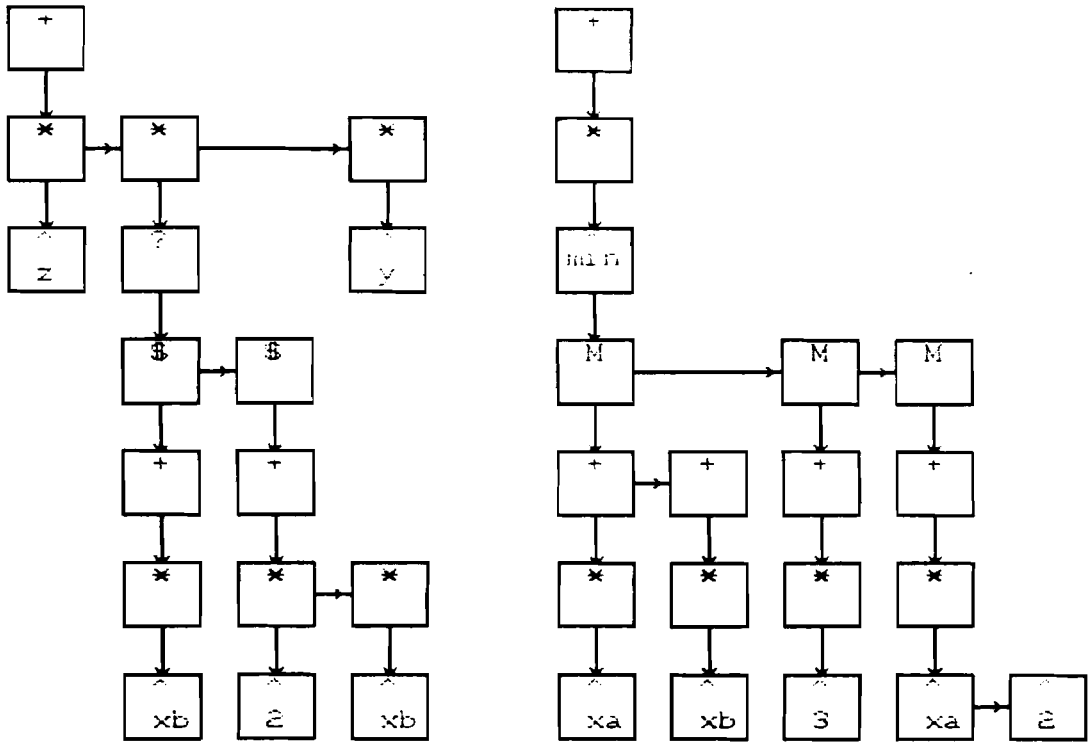 + +
* * * *
^ ? ^ ^
z y min
$ $ M M M
+ + + + + +
* * * * * * *
^ ^ ^ ^ ^ ^ ^ ^
xb 2 xb xa xb 3 xa 2